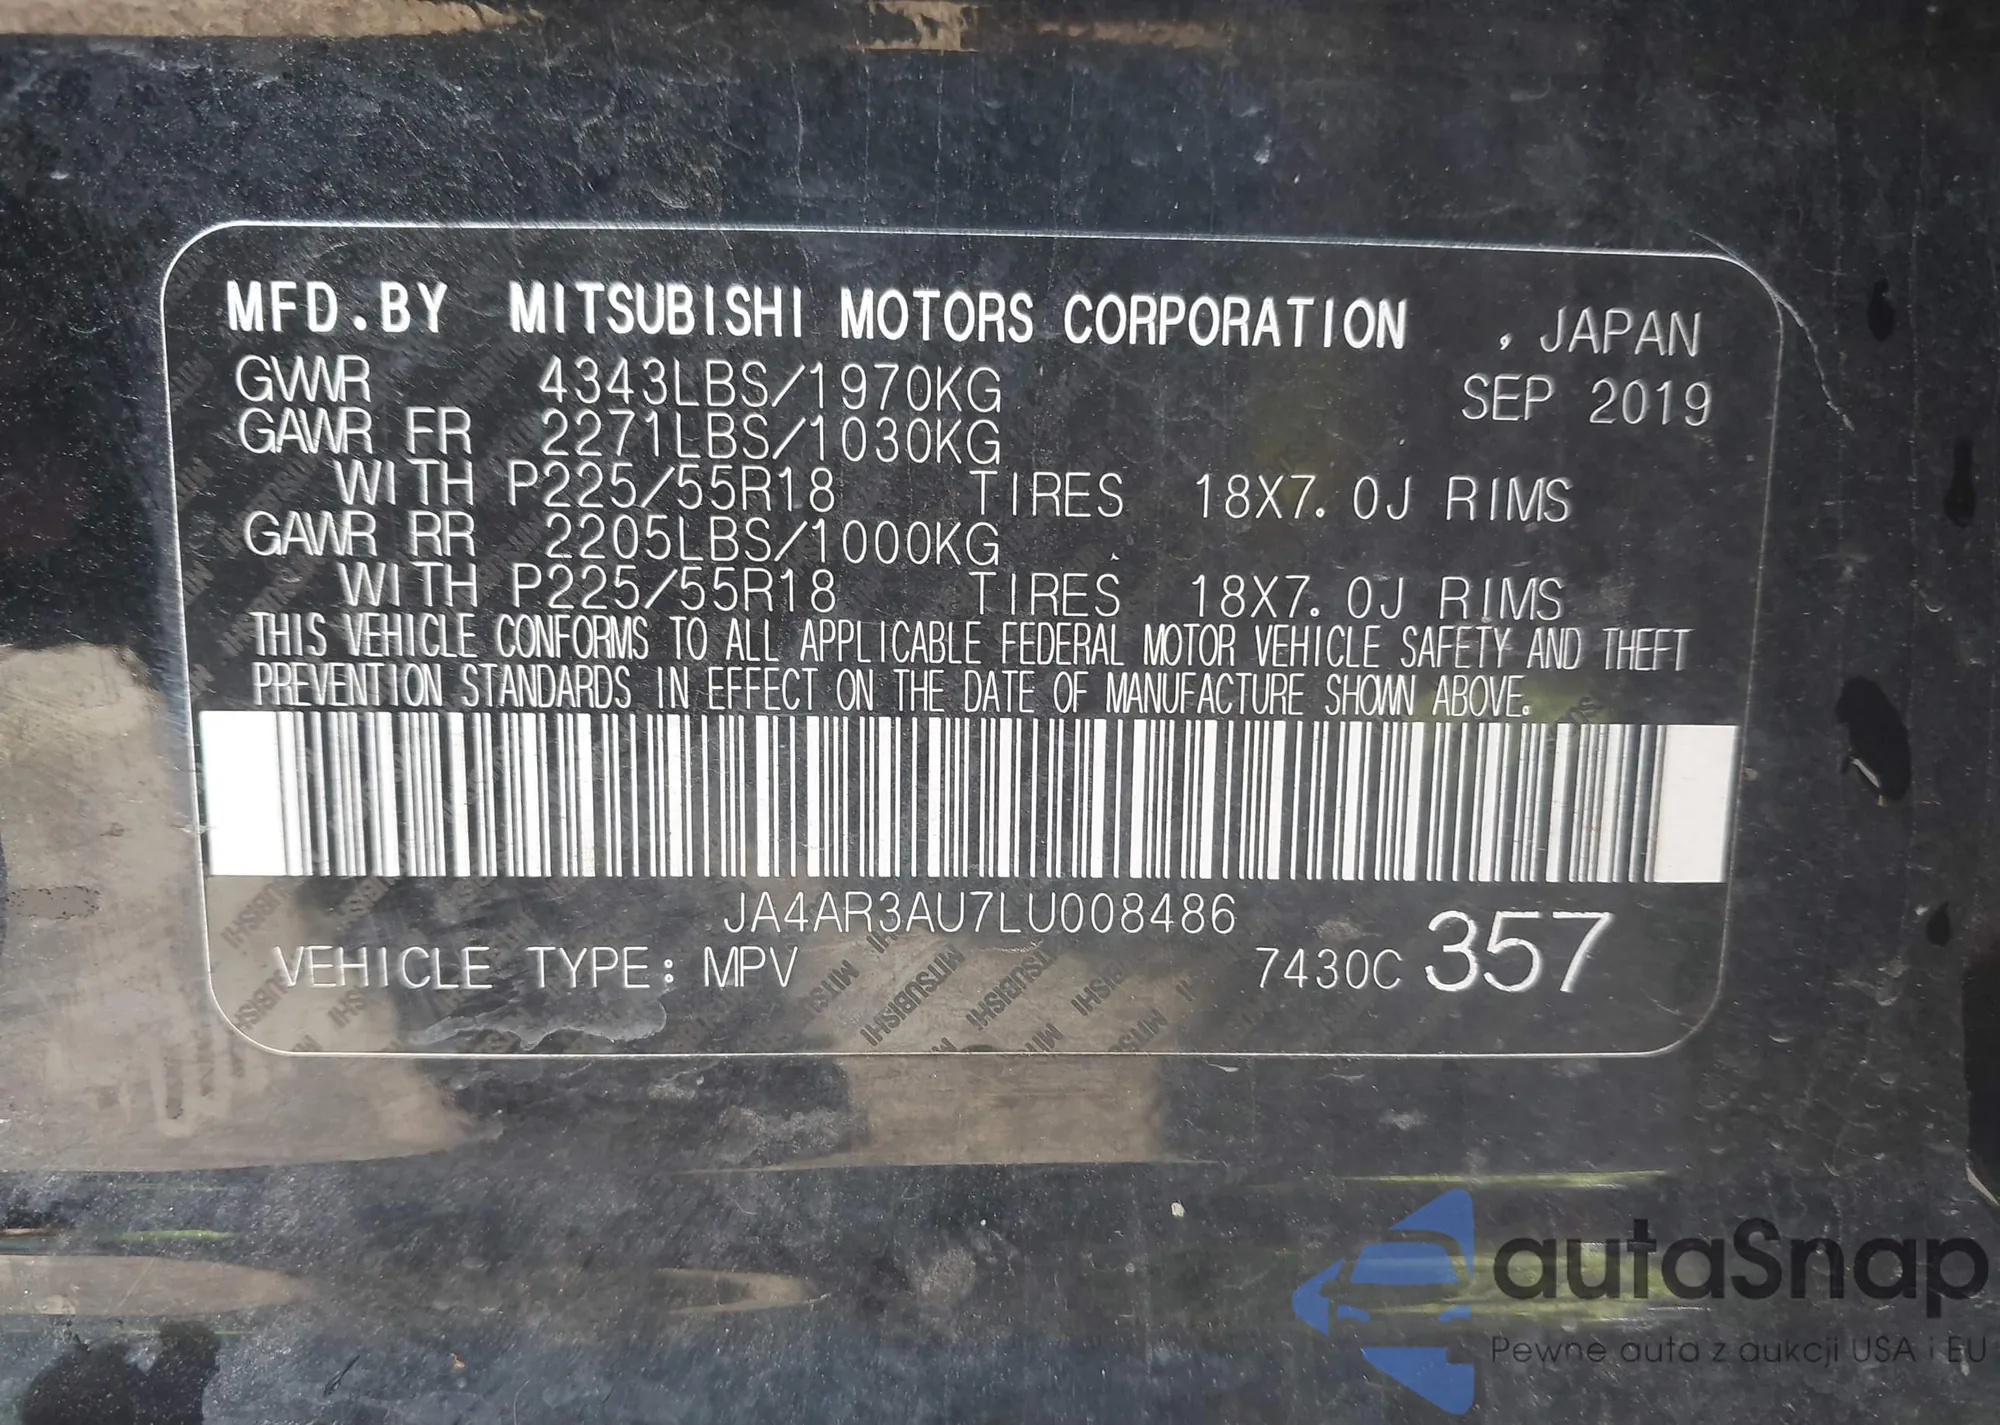 MFD.BY MITSUBISHI MOTORS CORPORATION , JAPAN
GVWR 4343LBS/1970KG SEP 2019
GAWR FR 2271LBS/1030KG
WITH P225/55R18 TIRES 18X7.0J RIMS
GAWR RR 2205LBS/1000KG
WITH P225/55R18 TIRES 18X7.0J RIMS
THIS VEHICLE CONFORMS TO ALL APPLICABLE FEDERAL MOTOR VEHICLE SAFETY AND THEFT
PREVENTION STANDARDS IN EFFECT ON THE DATE OF MANUFACTURE SHOWN ABOVE.
JA4AR3AU7LU008486
VEHICLE TYPE: MPV 7430C 357
MITSUBISHI MITSUBISHI
autaSnap
Pewne auta z aukcji USA i EU